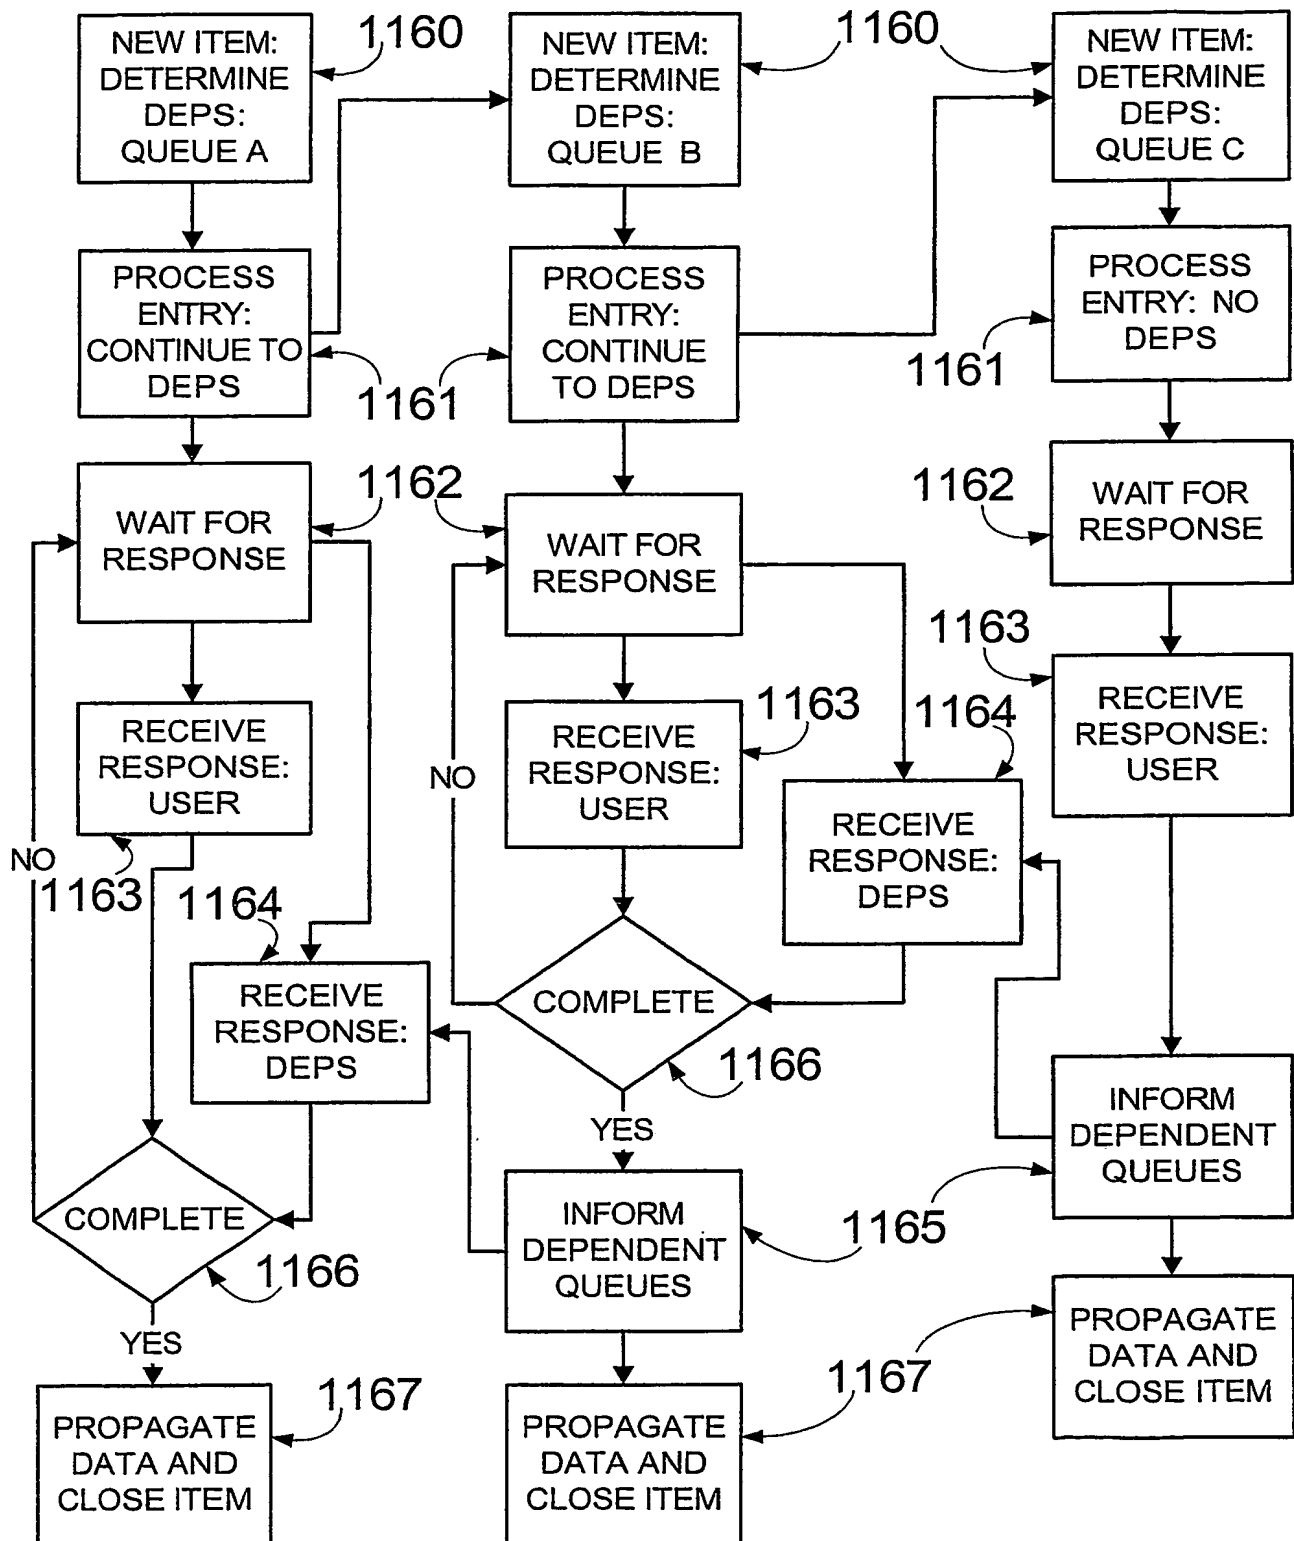 NEW ITEM:
DETERMINE
DEPS:
QUEUE A
1160
NEW ITEM:
DETERMINE
DEPS:
QUEUE B
1160
NEW ITEM:
DETERMINE
DEPS:
QUEUE C
PROCESS
ENTRY:
CONTINUE TO
DEPS
1161
PROCESS
ENTRY:
CONTINUE
TO DEPS
PROCESS
ENTRY: NO
DEPS
1161
WAIT FOR
RESPONSE
1162
WAIT FOR
RESPONSE
1162
WAIT FOR
RESPONSE
RECEIVE
RESPONSE:
USER
1163
NO
RECEIVE
RESPONSE:
USER
1163
NO
1164
RECEIVE
RESPONSE:
DEPS
1163
RECEIVE
RESPONSE:
USER
1164
RECEIVE
RESPONSE:
DEPS
COMPLETE
1166
YES
COMPLETE
1166
YES
INFORM
DEPENDENT
QUEUES
1165
INFORM
DEPENDENT
QUEUES
PROPAGATE
DATA AND
CLOSE ITEM
1167
PROPAGATE
DATA AND
CLOSE ITEM
1167
PROPAGATE
DATA AND
CLOSE ITEM